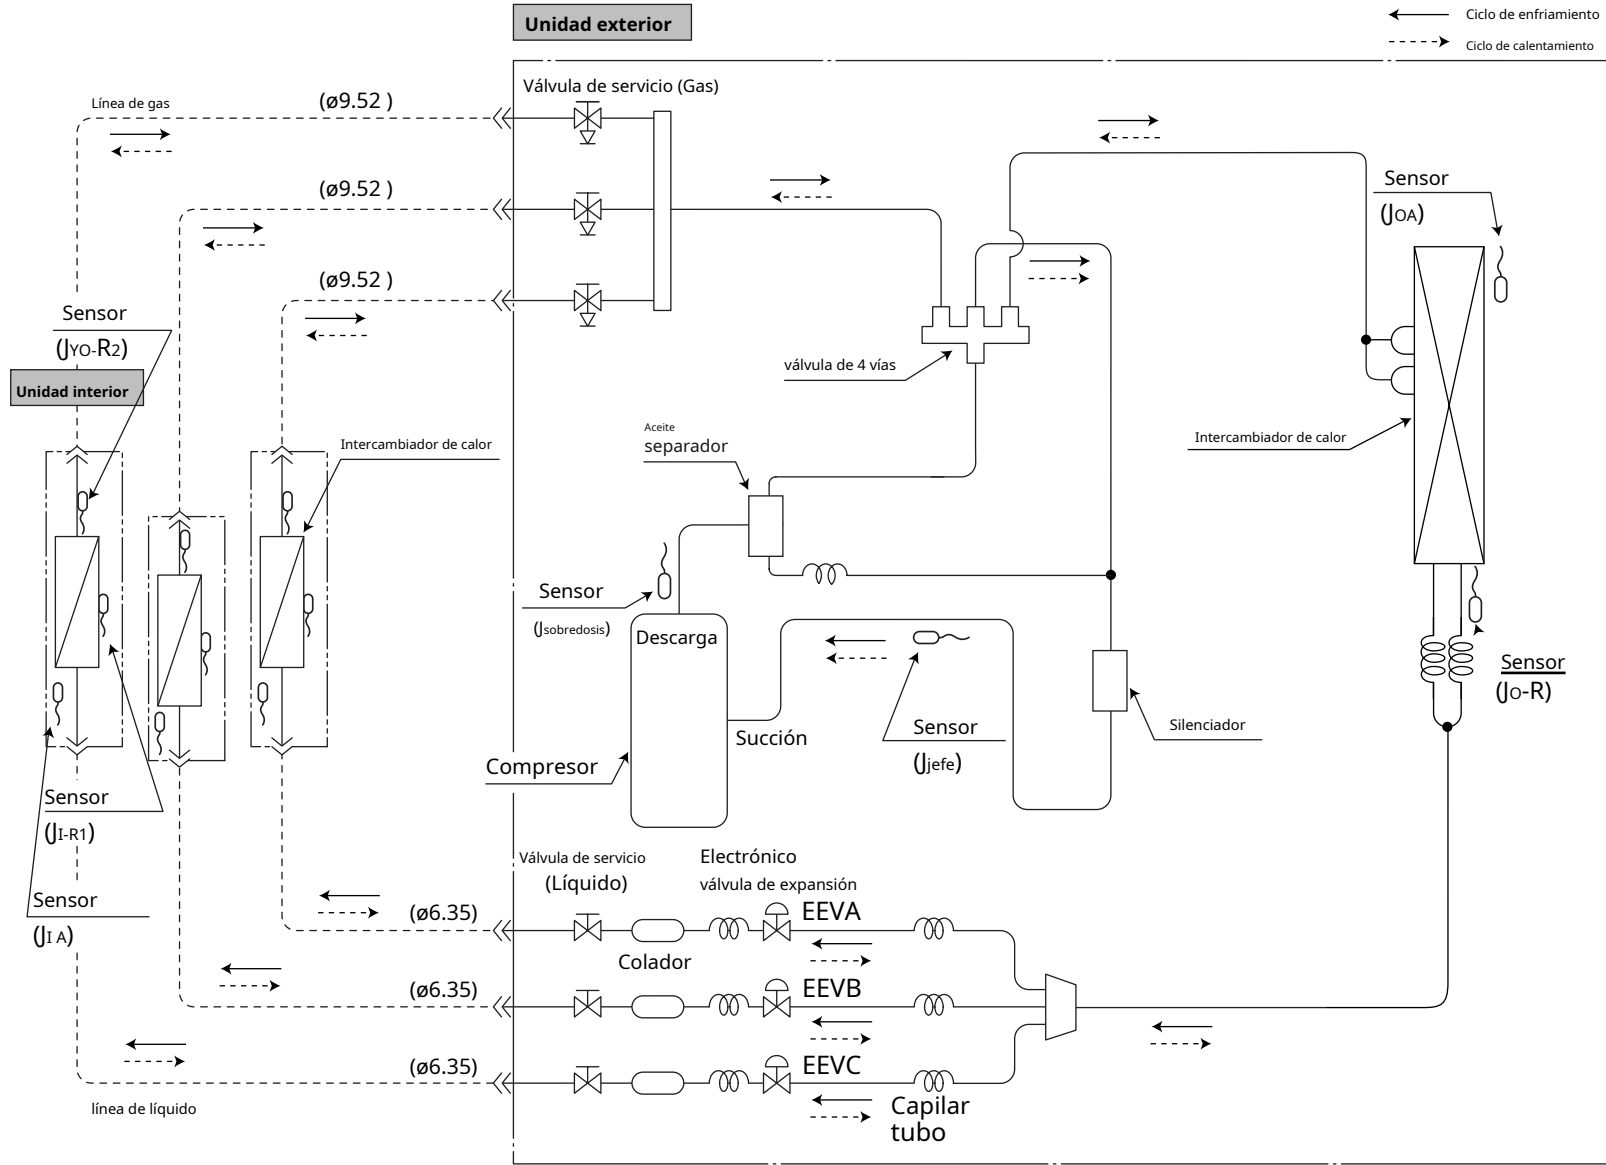 Unidad exterior
Ciclo de enfriamiento
Ciclo de calentamiento
Válvula de servicio (Gas)
Línea de gas
(ø9.52 )
(ø9.52 )
(ø9.52 )
Sensor
(JOA)
Sensor
(JYO-R2)
Unidad interior
válvula de 4 vías
Aceite
separador
Intercambiador de calor
Intercambiador de calor
Sensor
(Jsobredosis)
Descarga
Sensor
(JO-R)
Silenciador
Sensor
(Jjefe)
Succión
Compresor
Sensor
(JI-R1)
Sensor
(JI A)
Válvula de servicio
(Líquido)
Electrónico
válvula de expansión
(ø6.35)
EEVA
Colador
(ø6.35)
EEVB
(ø6.35)
EEVC
Capilar
tubo
línea de líquido